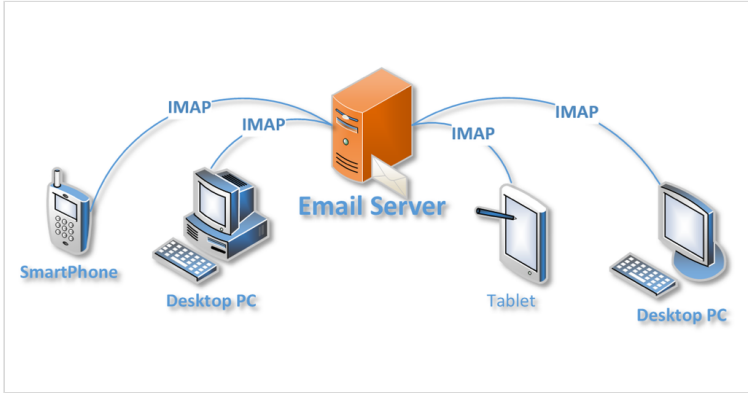 IMAP
IMAP
IMAP
IMAP
Email Server
SmartPhone
Desktop PC
Tablet
Desktop PC